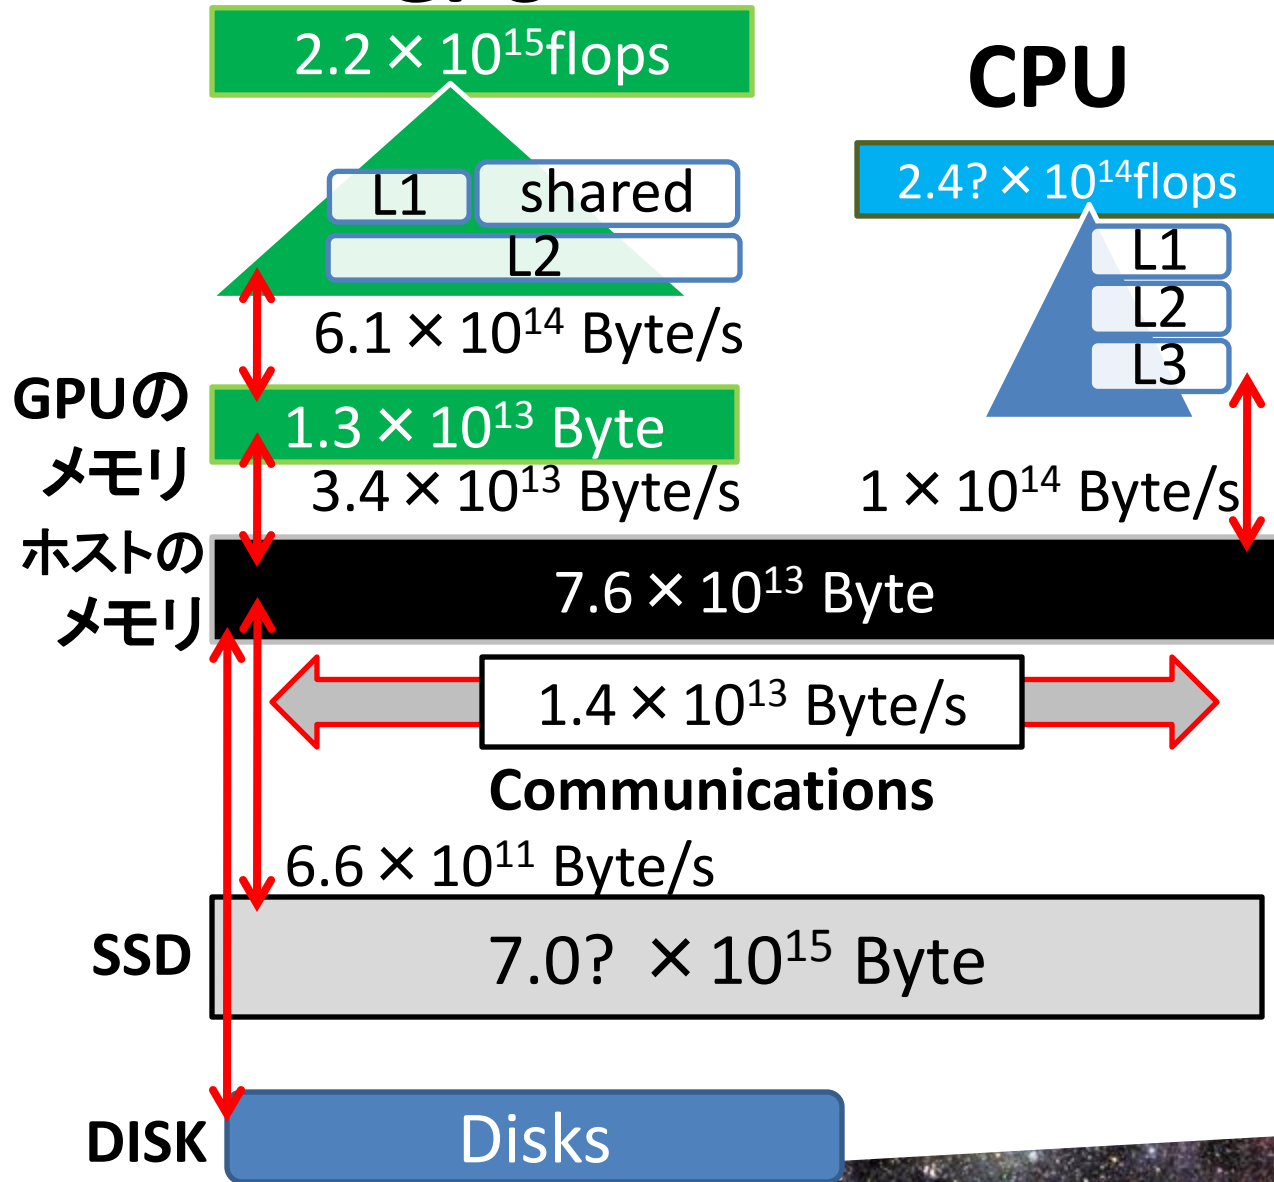 2.2 × 10¹⁵flops
CPU
2.4? × 10¹⁴flops
L1
shared
L2
L1
L2
L3
6.1 × 10¹⁴ Byte/s
GPUの
メモリ
1.3 × 10¹³ Byte
3.4 × 10¹³ Byte/s
1 × 10¹⁴ Byte/s
ホストの
メモリ
7.6 × 10¹³ Byte
1.4 × 10¹³ Byte/s
Communications
6.6 × 10¹¹ Byte/s
SSD
7.0? × 10¹⁵ Byte
DISK
Disks